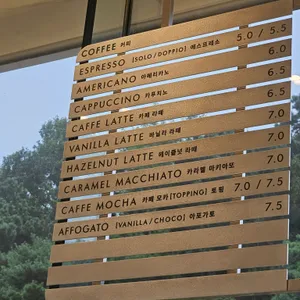 COFFEE 커피
ESPRESSO [SOLO / DOPPIO] 에스프레소 5.0 / 5.5
AMERICANO 아메리카노 6.0
CAPPUCCINO 카푸치노 6.5
CAFFE LATTE 카페 라떼 6.5
VANILLA LATTE 바닐라 라떼 7.0
HAZELNUT LATTE 헤이즐넛 라떼 7.0
CARAMEL MACCHIATO 카라멜 마키아또 7.0
CAFFE MOCHA 카페 모카 [TOPPING] 토핑 7.0 / 7.5
AFFOGATO [VANILLA / CHOCO] 아포가토 7.5